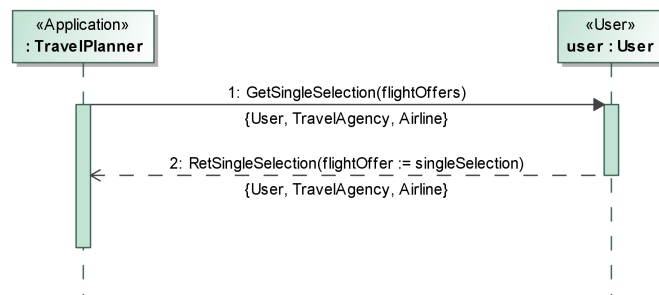 «Application»
: TravelPlanner
«User»
user : User
1: GetSingleSelection(flightOffers)
{User, TravelAgency, Airline}
2: RetSingleSelection(flightOffer := singleSelection)
{User, TravelAgency, Airline}